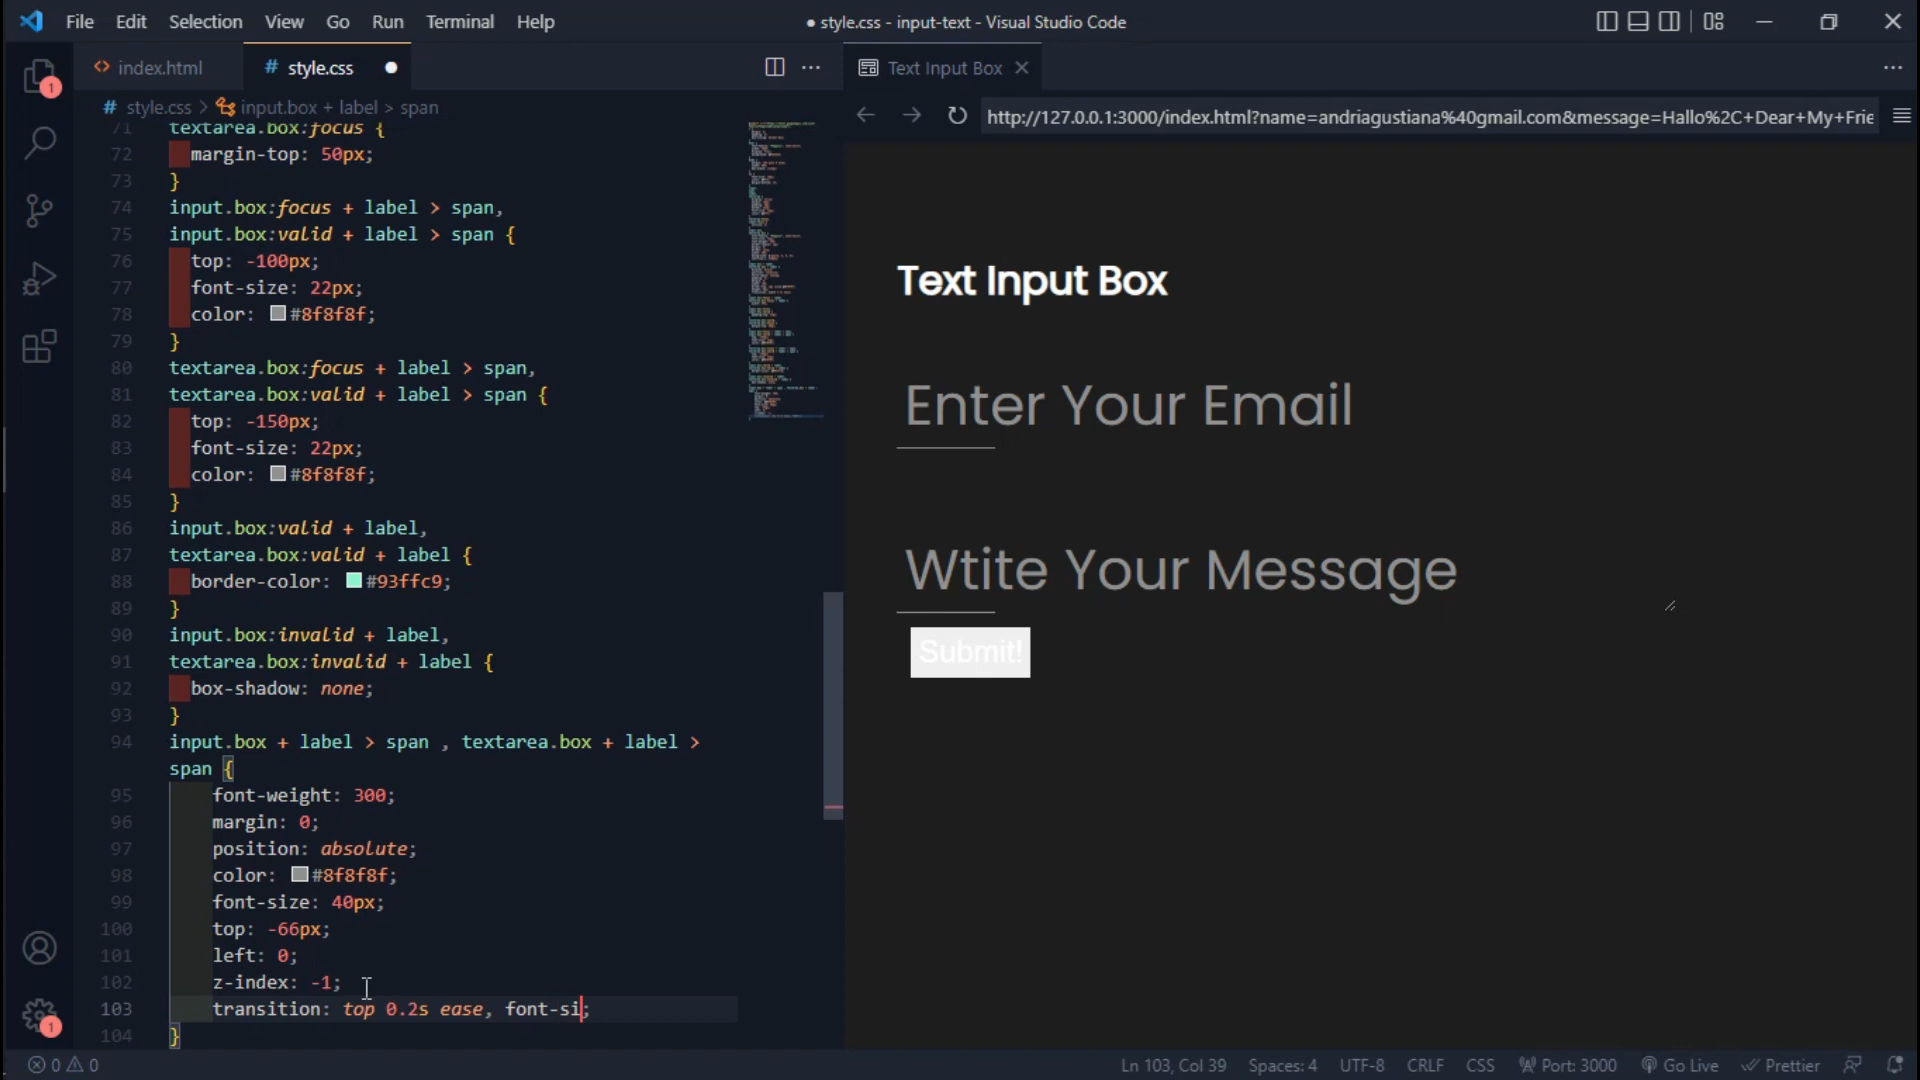 File Edit Selection View Go Run Terminal Help
● style.css - input-text - Visual Studio Code
index.html
# style.css
Text Input Box
# style.css > input.box + label > span
http://127.0.0.1:3000/index.html?name=andriagustiana%40gmail.com&message=Hallo%2C+Dear+My+Frie
71 textarea.box:focus {
72 margin-top: 50px;
73 }
74 input.box:focus + label > span,
75 input.box:valid + label > span {
76 top: -100px;
77 font-size: 22px;
78 color: #8f8f8f;
79 }
80 textarea.box:focus + label > span,
81 textarea.box:valid + label > span {
82 top: -150px;
83 font-size: 22px;
84 color: #8f8f8f;
85 }
86 input.box:valid + label,
87 textarea.box:valid + label {
88 border-color: #93ffc9;
89 }
90 input.box:invalid + label,
91 textarea.box:invalid + label {
92 box-shadow: none;
93 }
94 input.box + label > span , textarea.box + label >
span {
95 font-weight: 300;
96 margin: 0;
97 position: absolute;
98 color: #8f8f8f;
99 font-size: 40px;
100 top: -66px;
101 left: 0;
102 z-index: -1;
103 transition: top 0.2s ease, font-si;
104 }
Text Input Box
Enter Your Email
Wtite Your Message
Submit!
1
1
0 0
Ln 103, Col 39 Spaces: 4 UTF-8 CRLF CSS Port: 3000 Go Live Prettier